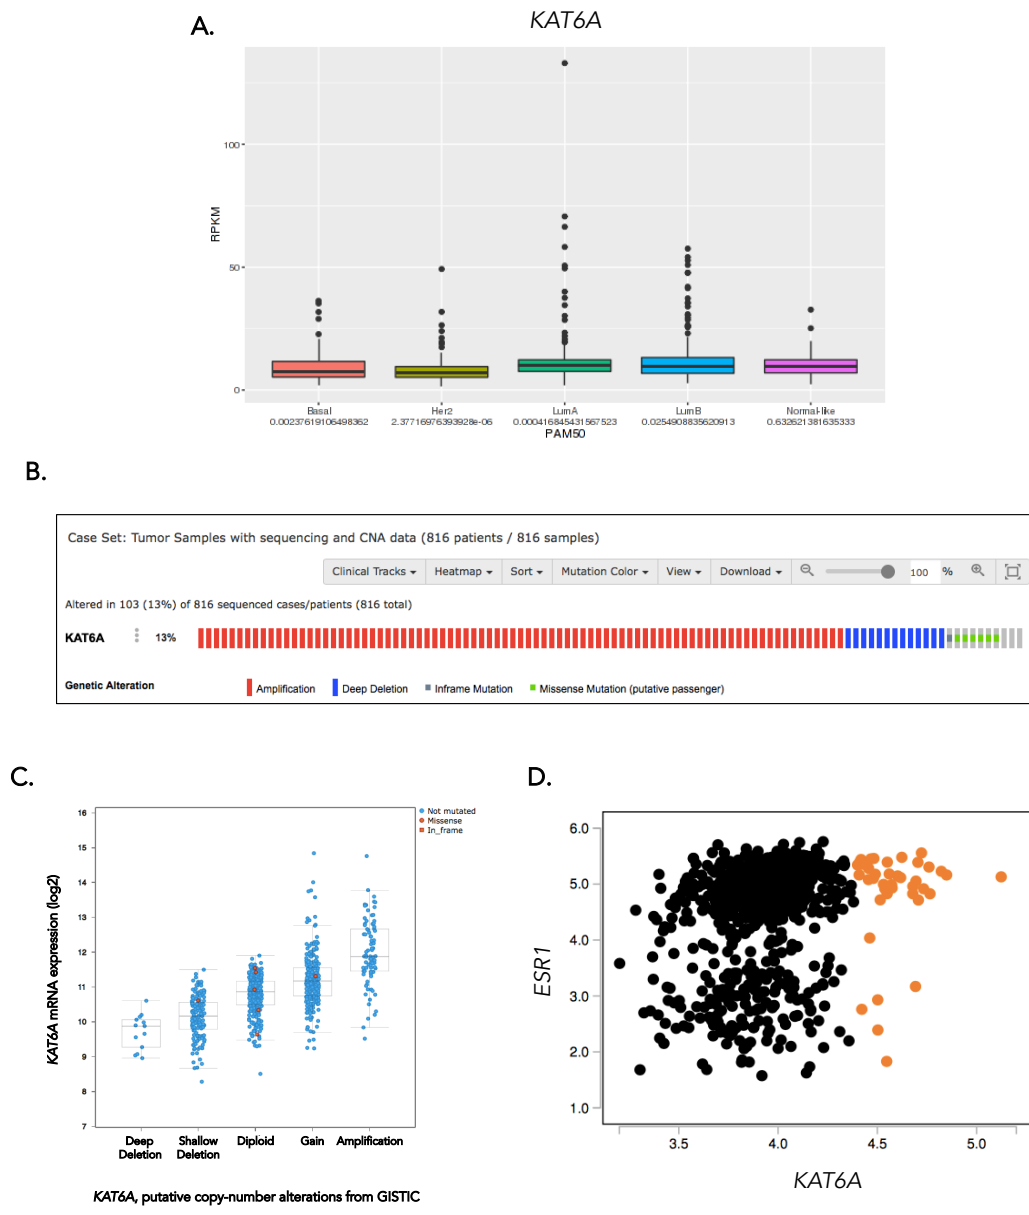 A.
KAT6A
RPKM
100
50
0
Basal Her2 LumA LumB Normal-like
0.00237619106498362 2.37716976393928e-06 0.000416845431567523 0.0254908835620913 0.632621381635333
PAM50
B.
Case Set: Tumor Samples with sequencing and CNA data (816 patients / 816 samples)
Clinical Tracks Heatmap Sort Mutation Color View Download 100 %
Altered in 103 (13%) of 816 sequenced cases/patients (816 total)
KAT6A 13%
Genetic Alteration Amplification Deep Deletion Inframe Mutation Missense Mutation (putative passenger)
C.
KAT6A mRNA expression (log2)
16
15
14
13
12
11
10
9
8
7
Not mutated
Missense
In_frame
Deep Deletion
Shallow Deletion
Diploid
Gain
Amplification
KAT6A, putative copy-number alterations from GISTIC
D.
ESR1
6.0
5.0
4.0
3.0
2.0
1.0
3.5 4.0 4.5 5.0
KAT6A